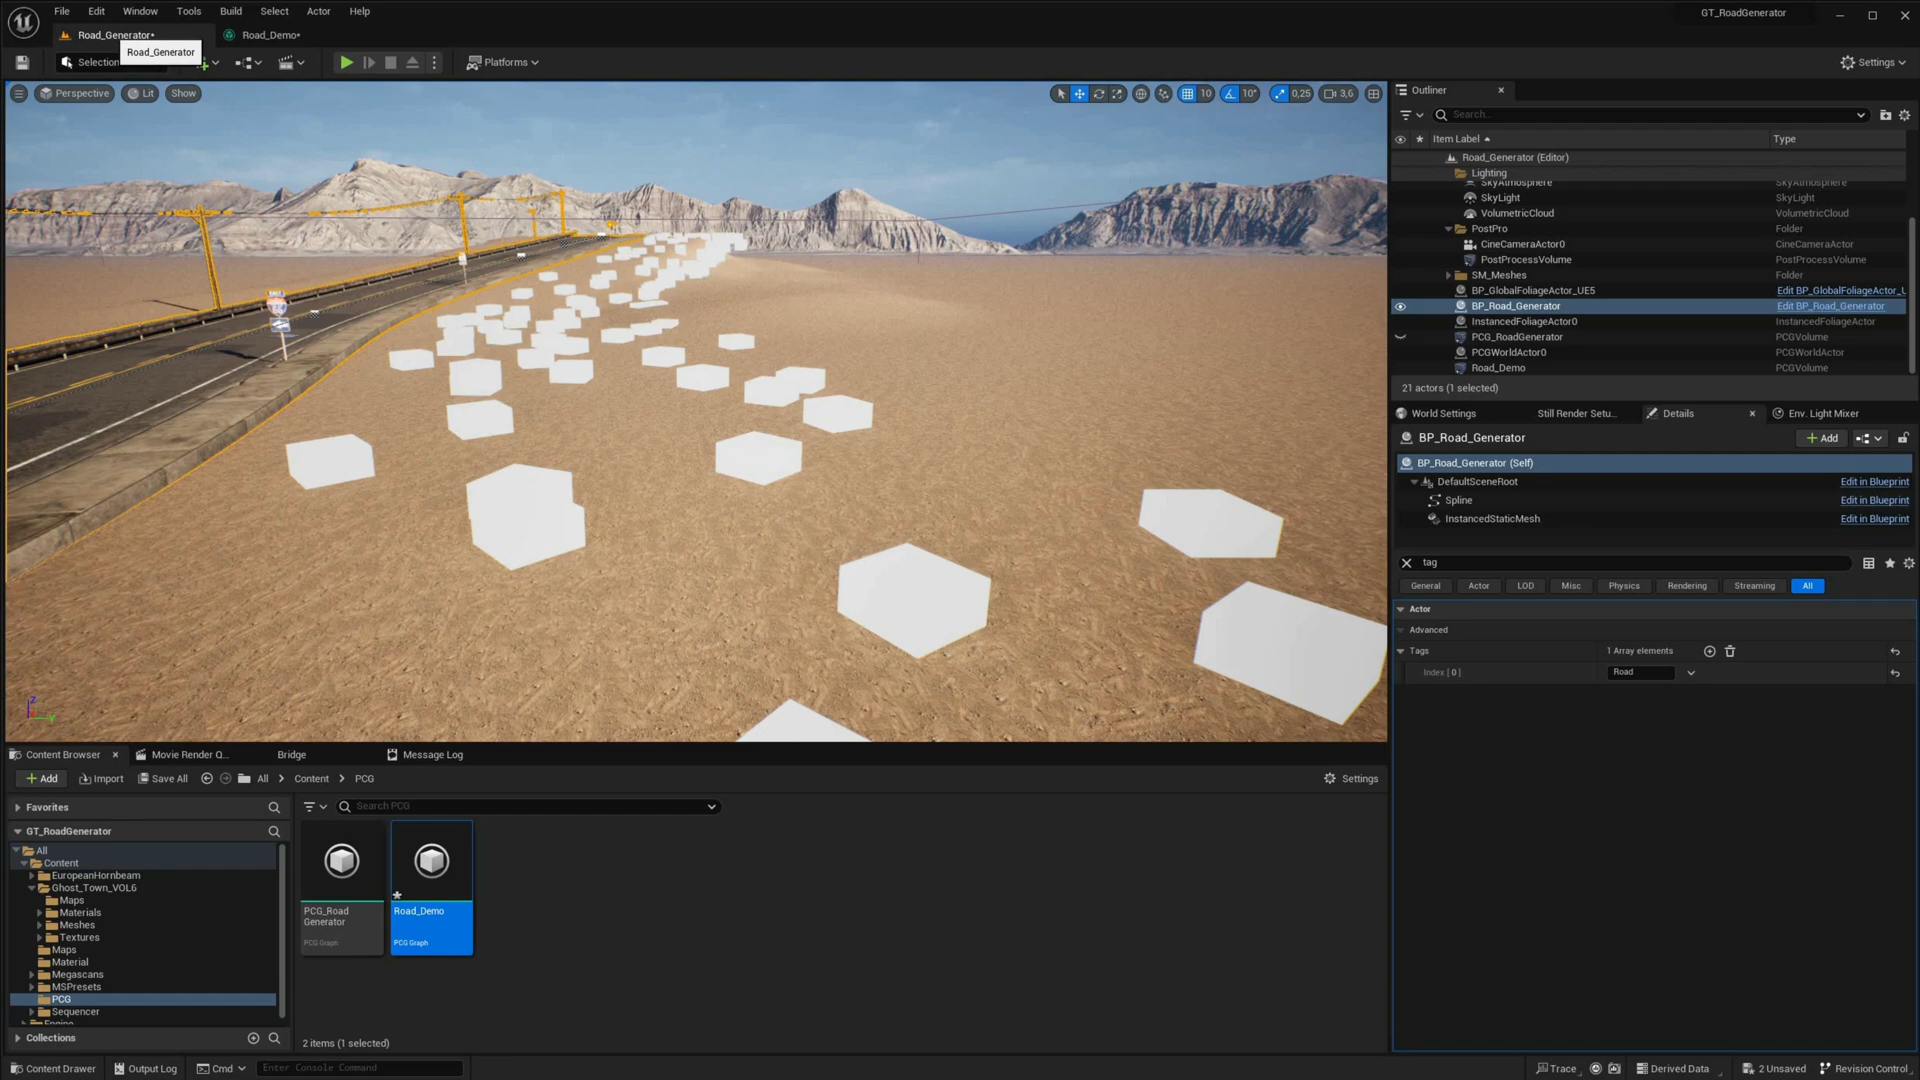 File Edit Window Tools Build Select Actor Help
GT_RoadGenerator
Road_Generator*
Road_Demo*
Road_Generator
Selection
Platforms
Settings
Perspective
Lit
Show
10
10°
0,25
3,6
Outliner
Search...
Item Label
Type
Road_Generator (Editor)
Lighting
SkyAtmosphere SkyAtmosphere
SkyLight SkyLight
VolumetricCloud VolumetricCloud
PostPro Folder
CineCameraActor0 CineCameraActor
PostProcessVolume PostProcessVolume
SM_Meshes Folder
BP_GlobalFoliageActor_UE5 Edit BP_GlobalFoliageActor_U
BP_Road_Generator Edit BP_Road_Generator
InstancedFoliageActor0 InstancedFoliageActor
PCG_RoadGenerator PCGVolume
PCGWorldActor0 PCGWorldActor
Road_Demo PCGVolume
21 actors (1 selected)
World Settings
Still Render Setu...
Details
Env. Light Mixer
BP_Road_Generator
Add
BP_Road_Generator (Self)
DefaultSceneRoot Edit in Blueprint
Spline Edit in Blueprint
InstancedStaticMesh Edit in Blueprint
tag
General Actor LOD Misc Physics Rendering Streaming All
Actor
Advanced
Tags 1 Array elements
Index [ 0 ] Road
Z
Y
Content Browser
Movie Render Q...
Bridge
Message Log
Add
Import
Save All
All
Content
PCG
Settings
Favorites
Search PCG
GT_RoadGenerator
All
Content
EuropeanHornbeam
Ghost_Town_VOL6
Maps
Materials
Meshes
Textures
Maps
Material
Megascans
MSPresets
PCG
Sequencer
Engine
Collections
PCG_Road
Generator
PCG Graph
Road_Demo
PCG Graph
2 items (1 selected)
Content Drawer
Output Log
Cmd
Enter Console Command
Trace
Derived Data
2 Unsaved
Revision Control